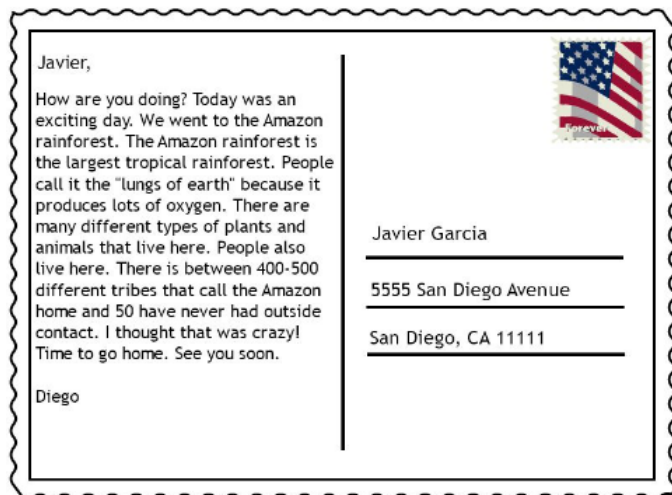 Javier,
How are you doing? Today was an
exciting day. We went to the Amazon
rainforest. The Amazon rainforest is
the largest tropical rainforest. People
call it the "lungs of earth" because it
produces lots of oxygen. There are
many different types of plants and
animals that live here. People also
live here. There is between 400-500
different tribes that call the Amazon
home and 50 have never had outside
contact. I thought that was crazy!
Time to go home. See you soon.
Diego
Forever
Javier Garcia
5555 San Diego Avenue
San Diego, CA 11111